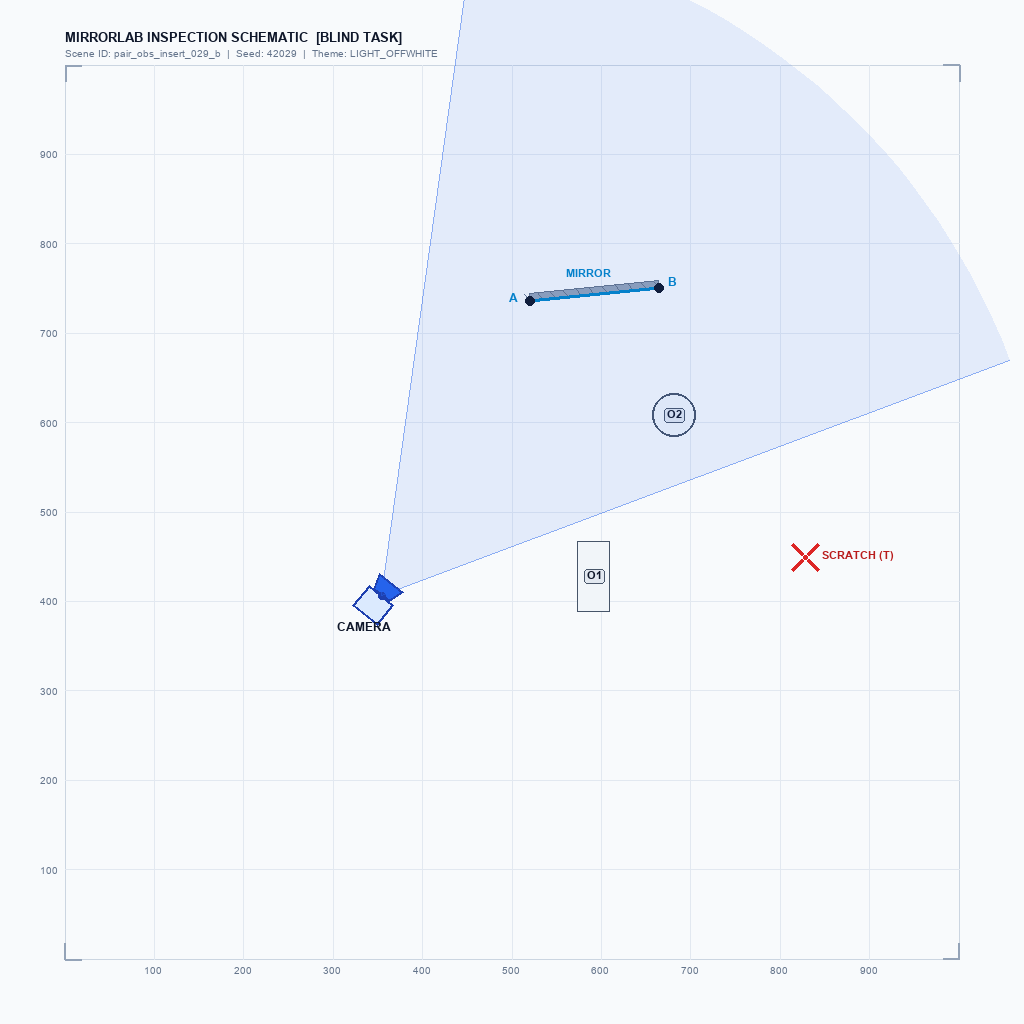 MIRRORLAB INSPECTION SCHEMATIC [BLIND TASK]
Scene ID: pair_obs_insert_029_b | Seed: 42029 | Theme: LIGHT_OFFWHITE
900
800
MIRROR
A
B
700
O2
600
500
SCRATCH (T)
O1
400
CAMERA
300
200
100
100 200 300 400 500 600 700 800 900